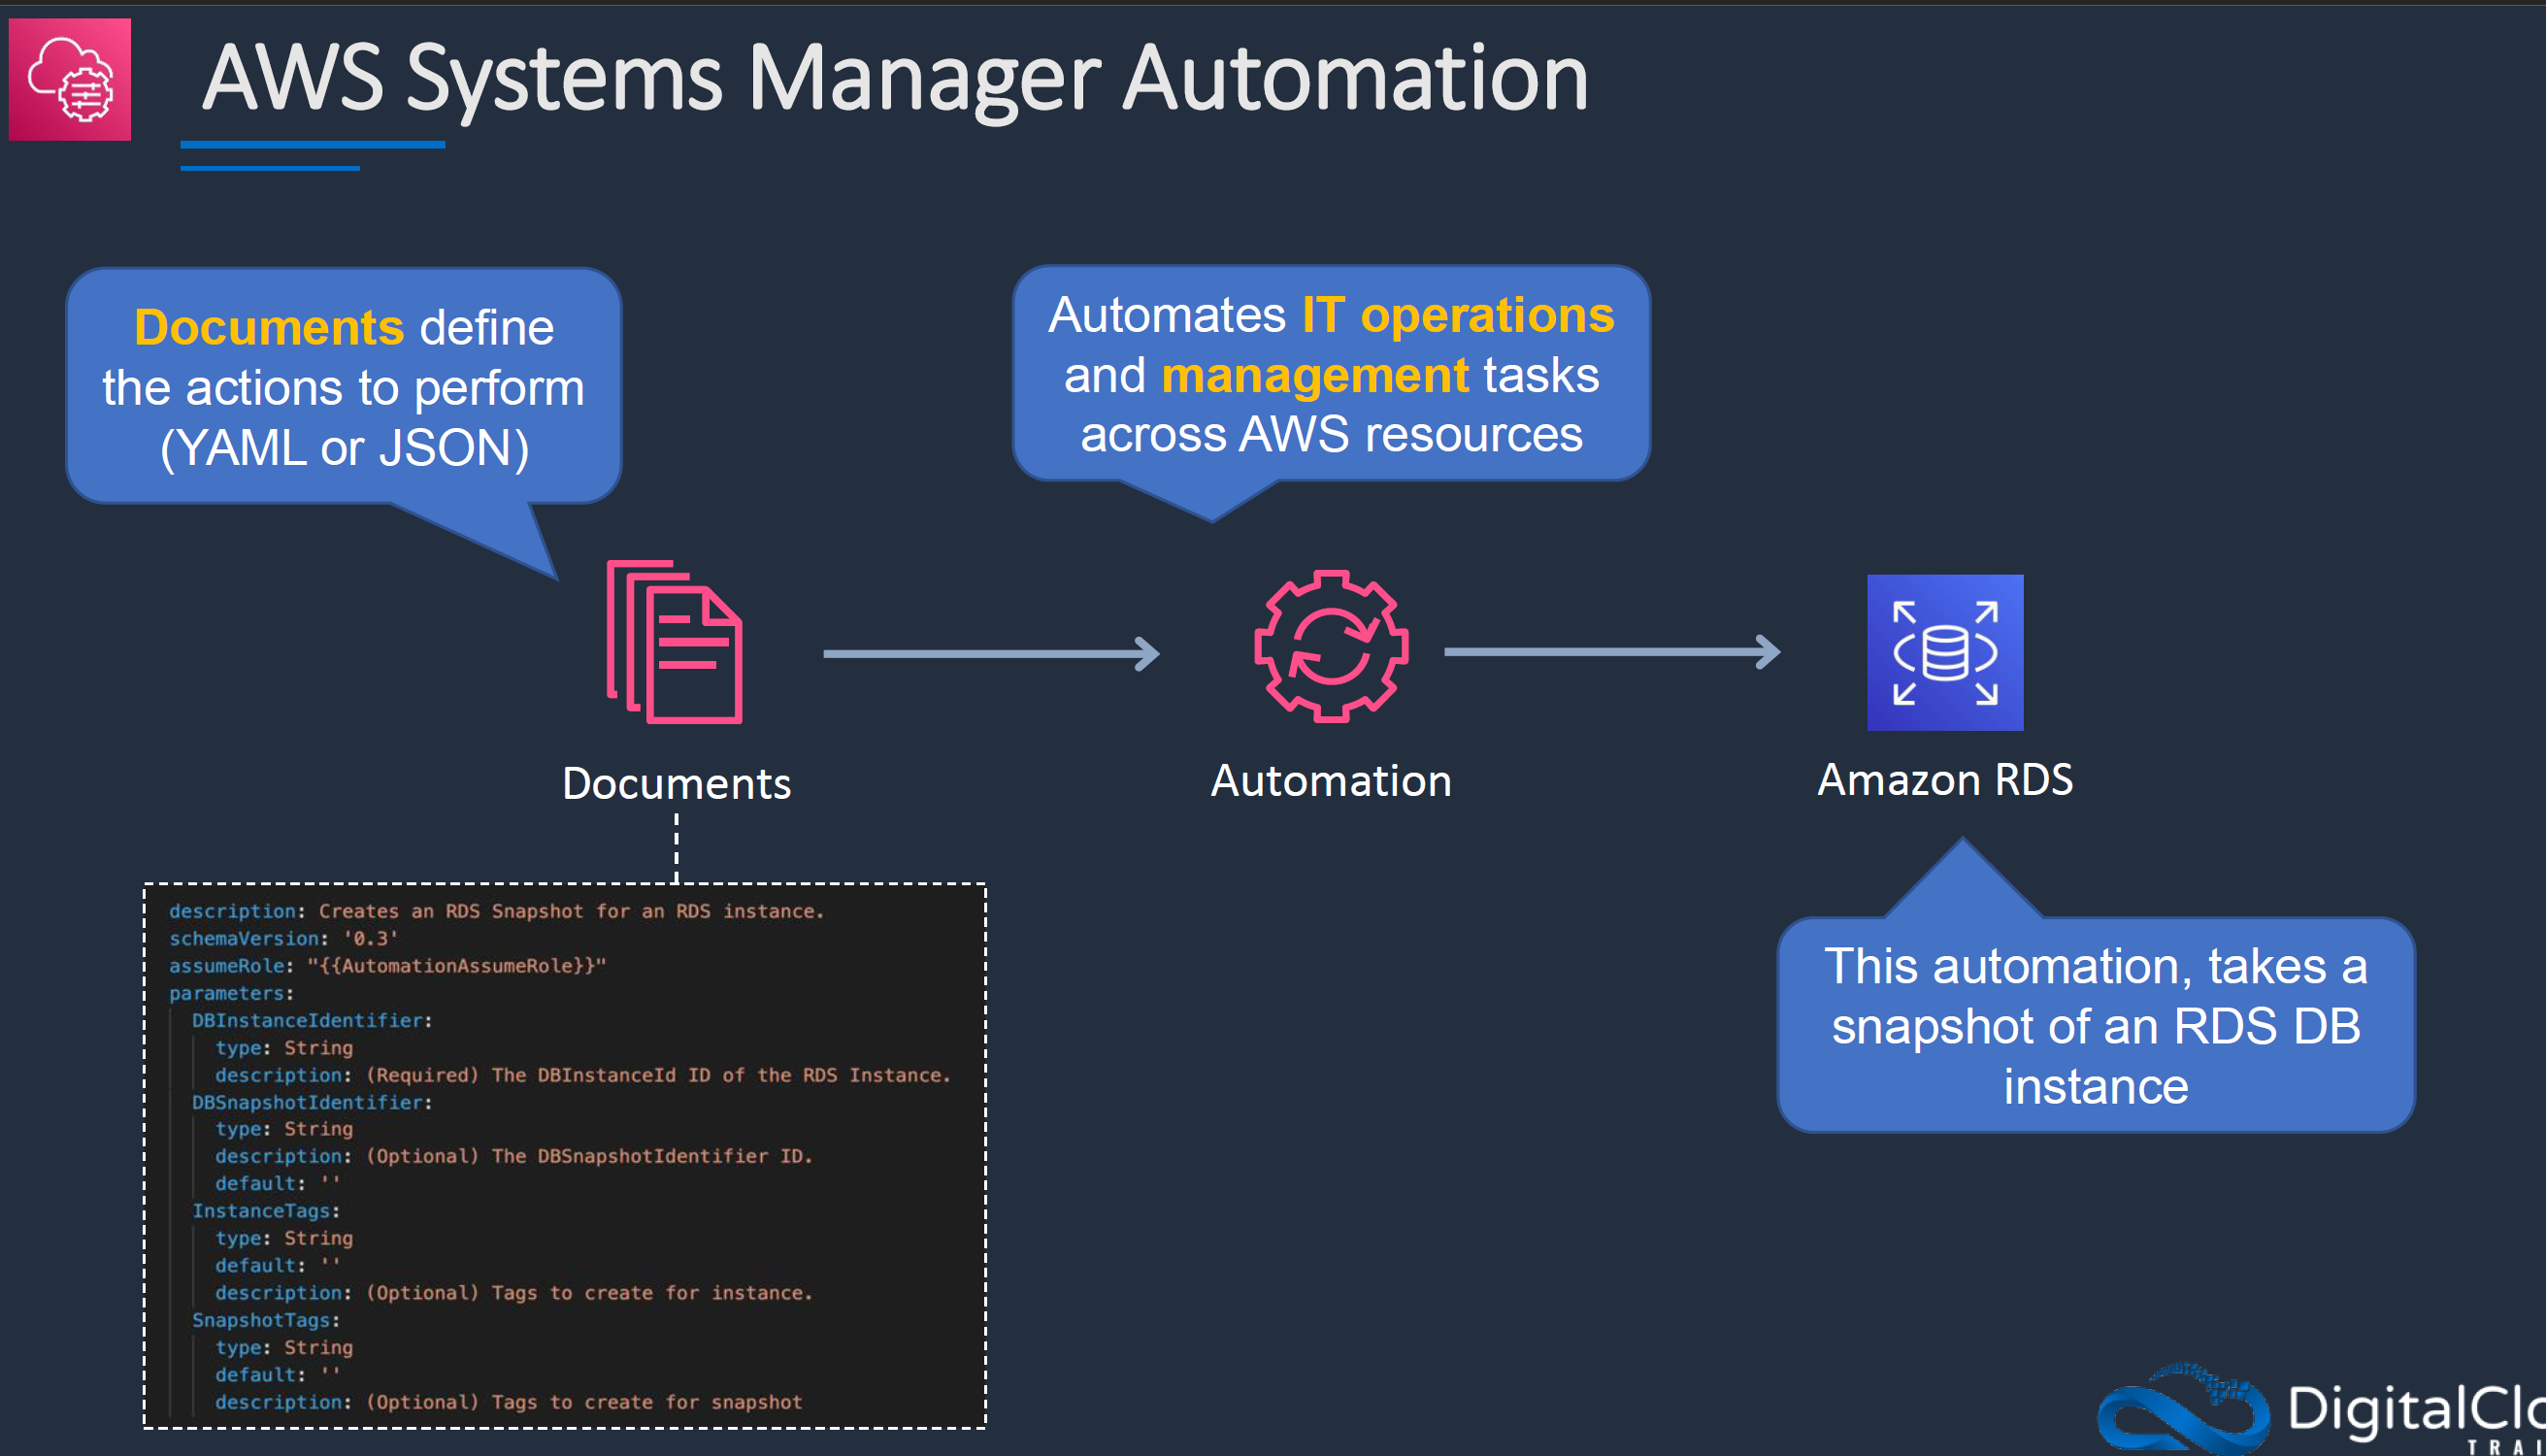 AWS Systems Manager Automation
Documents define
the actions to perform
(YAML or JSON)
Automates IT operations
and management tasks
across AWS resources
Documents
Automation
Amazon RDS
description: Creates an RDS Snapshot for an RDS instance.
schemaVersion: '0.3'
assumeRole: "{{AutomationAssumeRole}}"
parameters:
DBInstanceIdentifier:
type: String
description: (Required) The DBInstanceId ID of the RDS Instance.
DBSnapshotIdentifier:
type: String
description: (Optional) The DBSnapshotIdentifier ID.
default: ''
InstanceTags:
type: String
default: ''
description: (Optional) Tags to create for instance.
SnapshotTags:
type: String
default: ''
description: (Optional) Tags to create for snapshot
This automation, takes a
snapshot of an RDS DB
instance